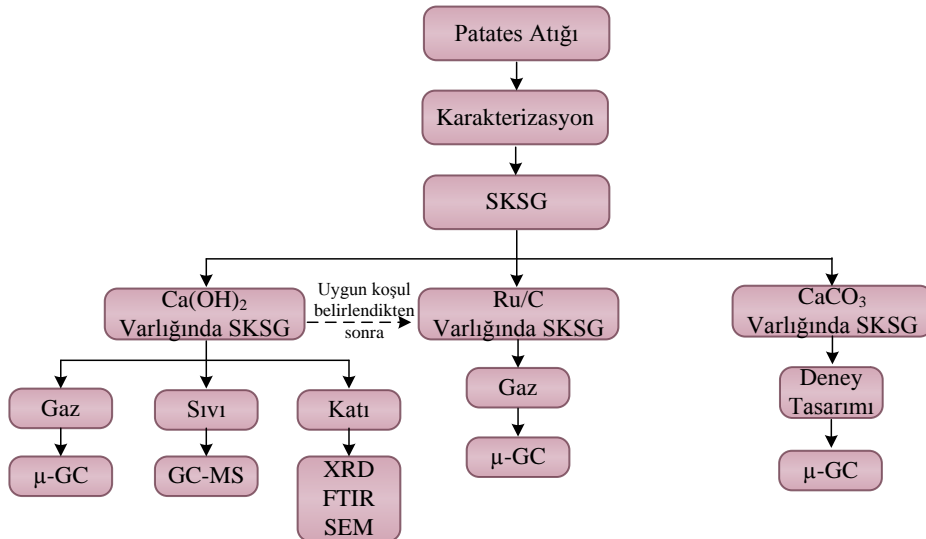 Patates Atığı
Karakterizasyon
SKSG
Ca(OH)₂
Varlığında SKSG
Uygun koşul
belirlendikten
sonra
Ru/C
Varlığında SKSG
CaCO₃
Varlığında SKSG
Gaz
Sıvı
Katı
Gaz
Deney
Tasarımı
µ-GC
GC-MS
XRD
FTIR
SEM
µ-GC
µ-GC